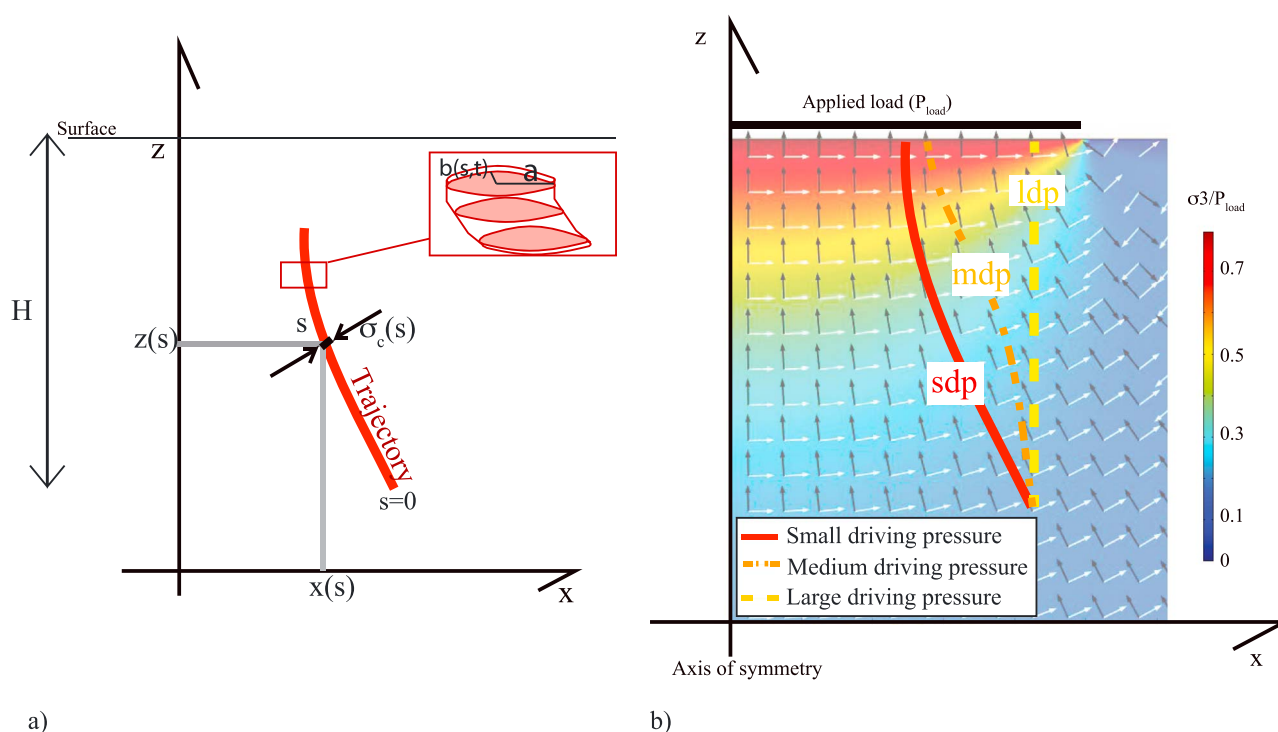 Surface
z
b(s,t)
a
H
s
σc(s)
z(s)
Trajectory
s=0
x(s)
x
a)
z
Applied load (Pload)
ldp
mdp
sdp
σ3/Pload
0.7
0.5
0.3
0.1
0
Small driving pressure
Medium driving pressure
Large driving pressure
x
Axis of symmetry
b)